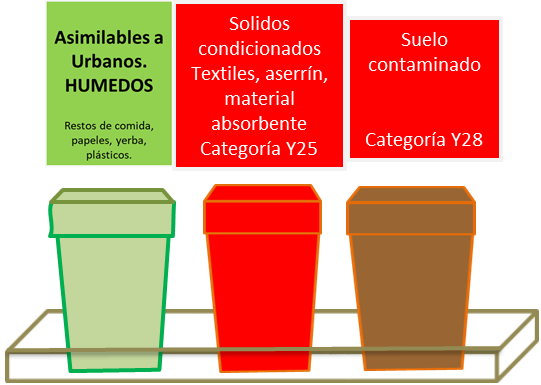 Asimilables a
Urbanos.
HUMEDOS
Restos de comida,
papeles, yerba,
plásticos.
Solidos
condicionados
Textiles, aserrín,
material
absorbente
Categoría Y25
Suelo
contaminado
Categoría Y28